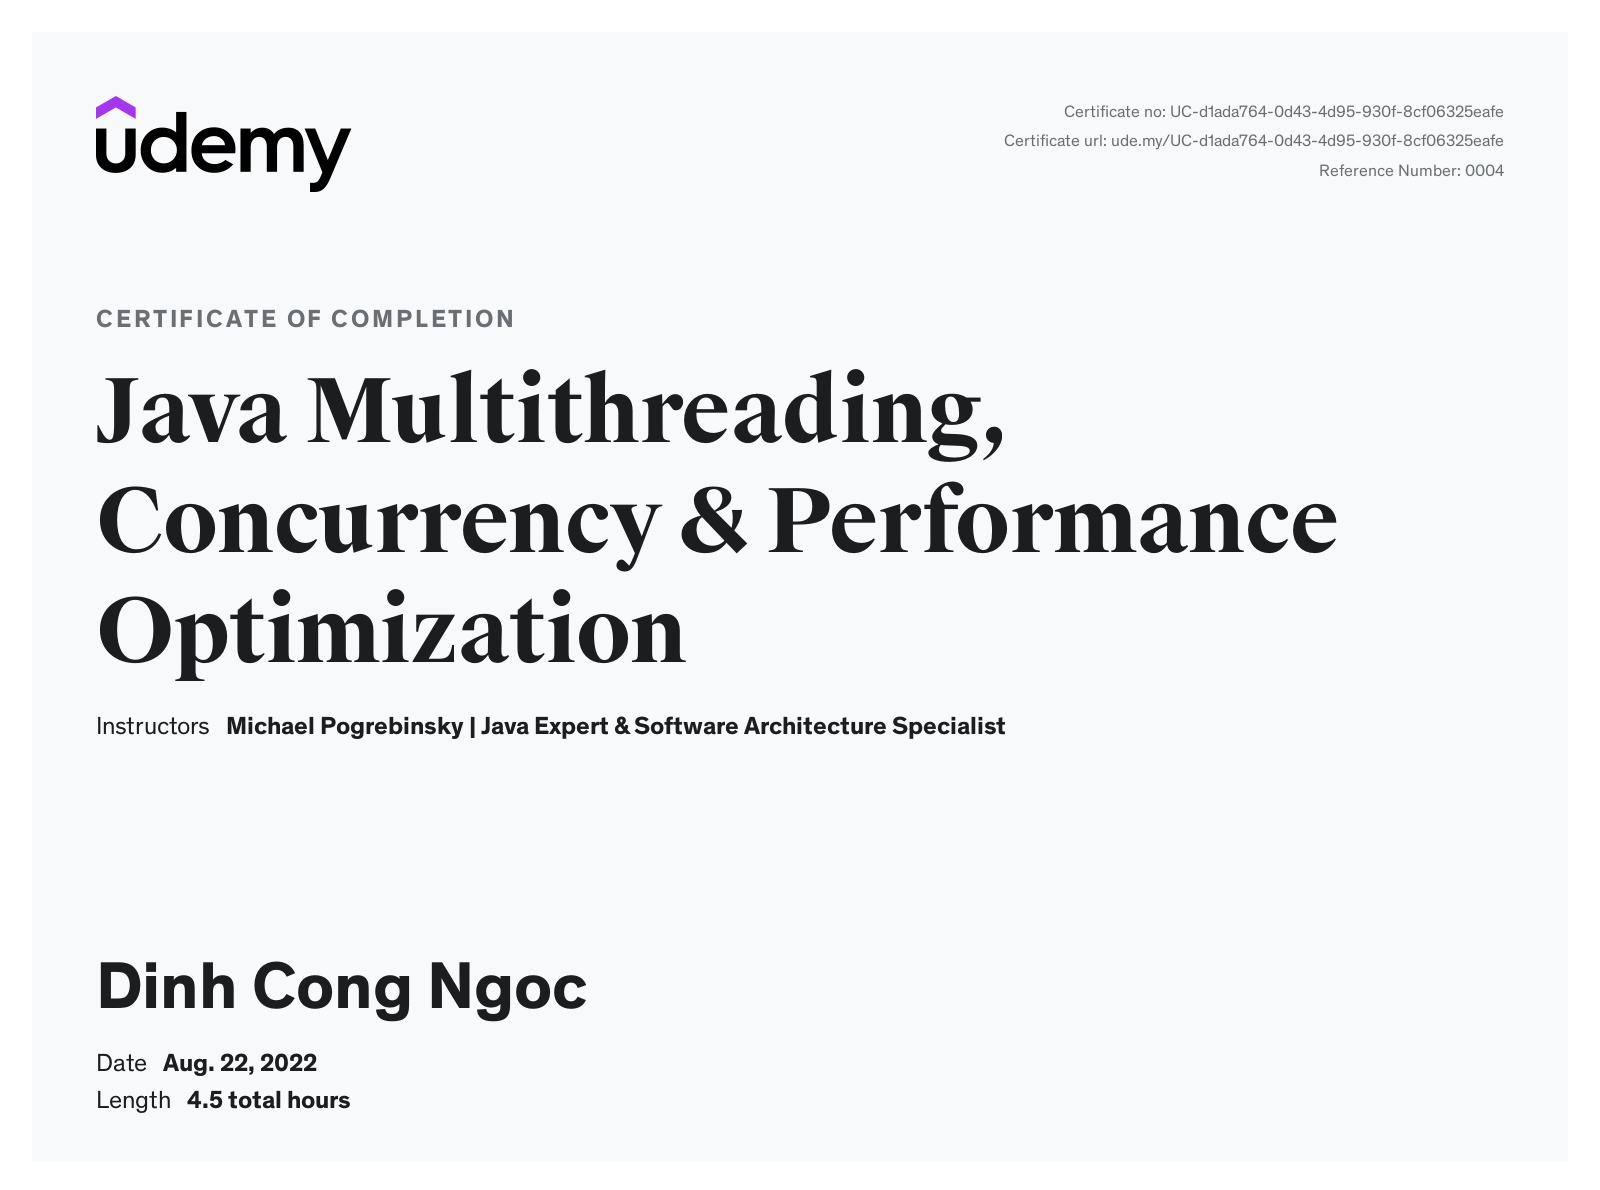 udemy
Certificate no: UC-d1ada764-0d43-4d95-930f-8cf06325eafe
Certificate url: ude.my/UC-d1ada764-0d43-4d95-930f-8cf06325eafe
Reference Number: 0004
CERTIFICATE OF COMPLETION
Java Multithreading,
Concurrency & Performance
Optimization
Instructors Michael Pogrebinsky | Java Expert & Software Architecture Specialist
Dinh Cong Ngoc
Date Aug. 22, 2022
Length 4.5 total hours